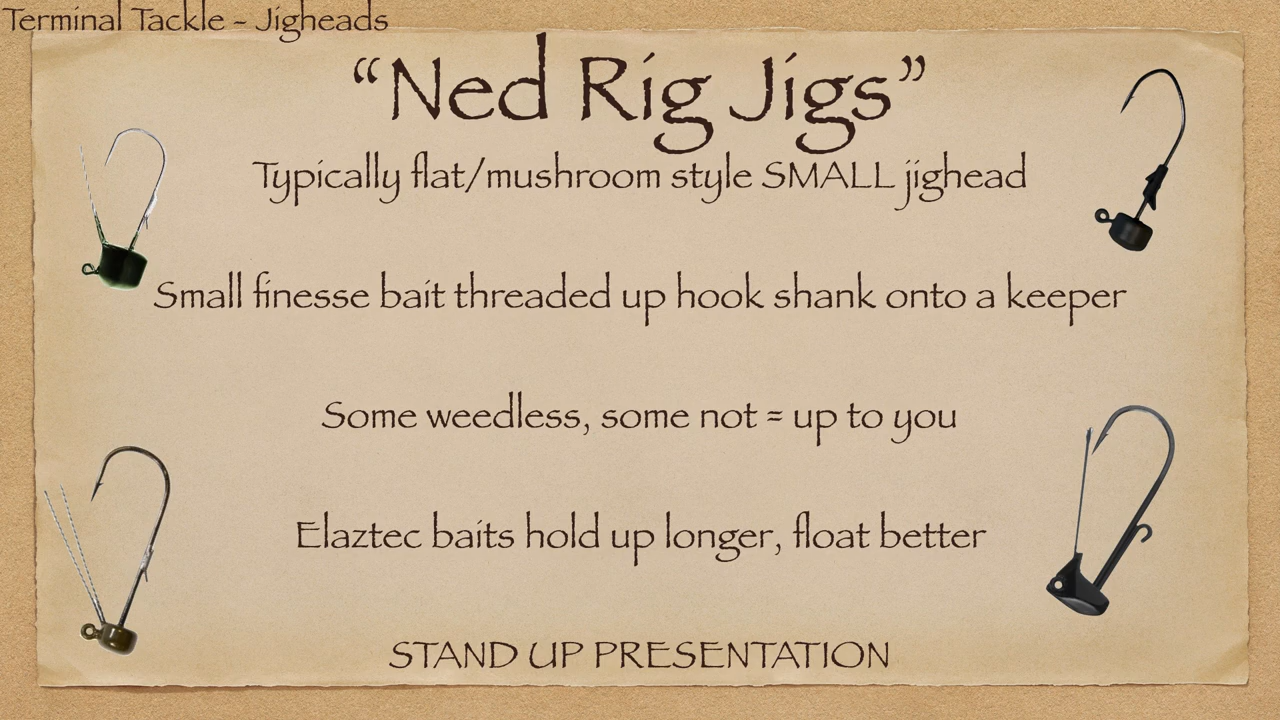 Terminal Tackle - Jigheads
“Ned Rig Jigs”
Typically flat/mushroom style SMALL jighead
Small finesse bait threaded up hook shank onto a keeper
Some weedless, some not = up to you
Elaztec baits hold up longer, float better
STAND UP PRESENTATION